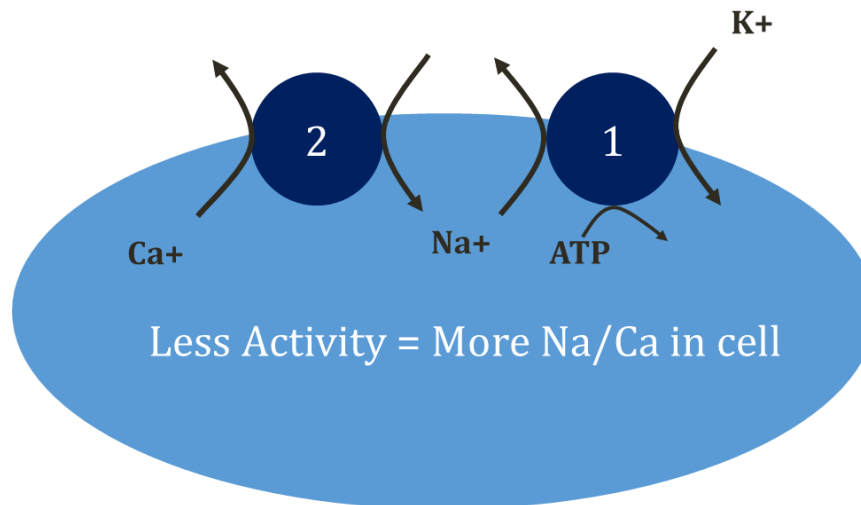 K+
2
1
Ca+
Na+
ATP
Less Activity = More Na/Ca in cell